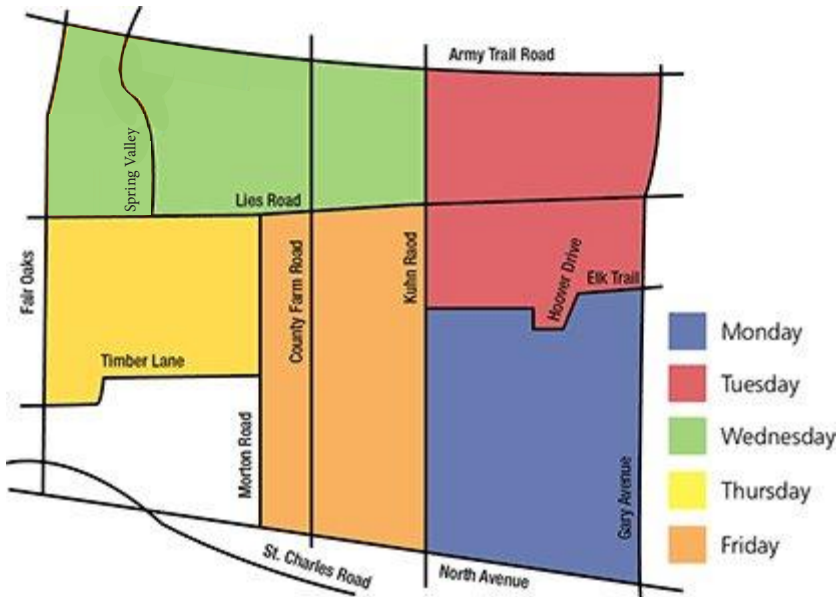 Army Trail Road
Spring Valley
Lies Road
Fair Oaks
County Farm Road
Kuhn Raod
Hoover Drive
Elk Trail
Timber Lane
Morton Road
Gary Avenue
St. Charles Road
North Avenue
Monday
Tuesday
Wednesday
Thursday
Friday